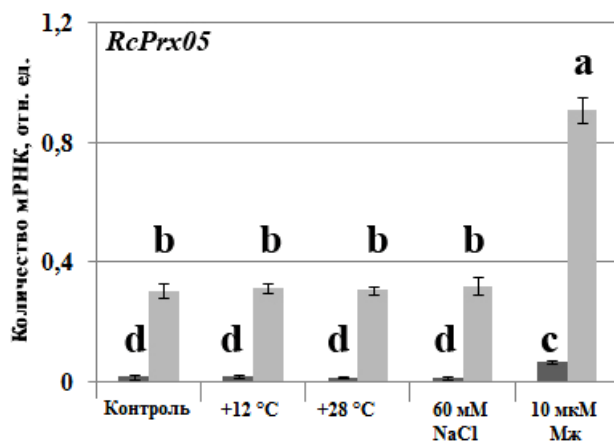 Количество мРНК, отн. ед.
RcPrx05
1,2
0,8
0,4
0
d b d b d b d b c a
Контроль +12 °C +28 °C 60 мМ 10 мкМ
NaCl Мж